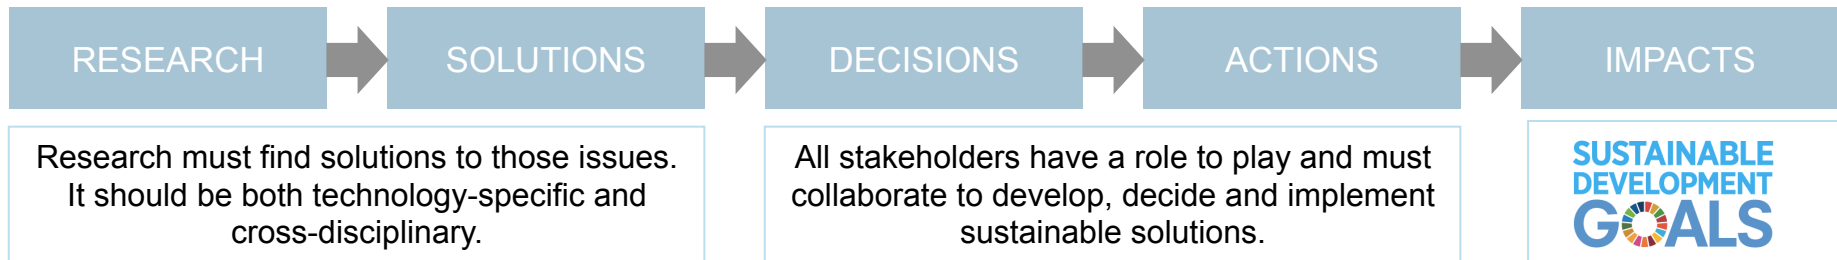 RESEARCH
SOLUTIONS
DECISIONS
ACTIONS
IMPACTS
Research must find solutions to those issues.
It should be both technology-specific and
cross-disciplinary.
All stakeholders have a role to play and must
collaborate to develop, decide and implement
sustainable solutions.
SUSTAINABLE
DEVELOPMENT
GOALS